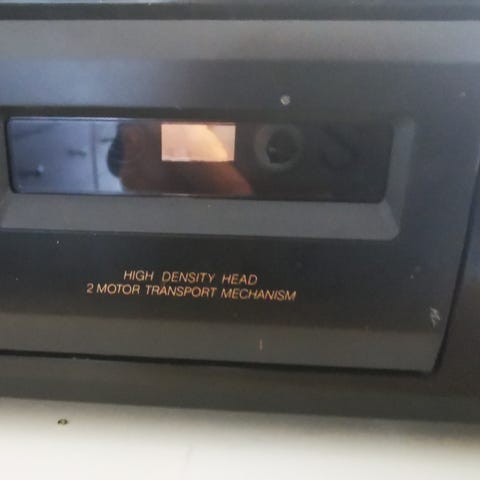 HIGH DENSITY HEAD
2 MOTOR TRANSPORT MECHANISM